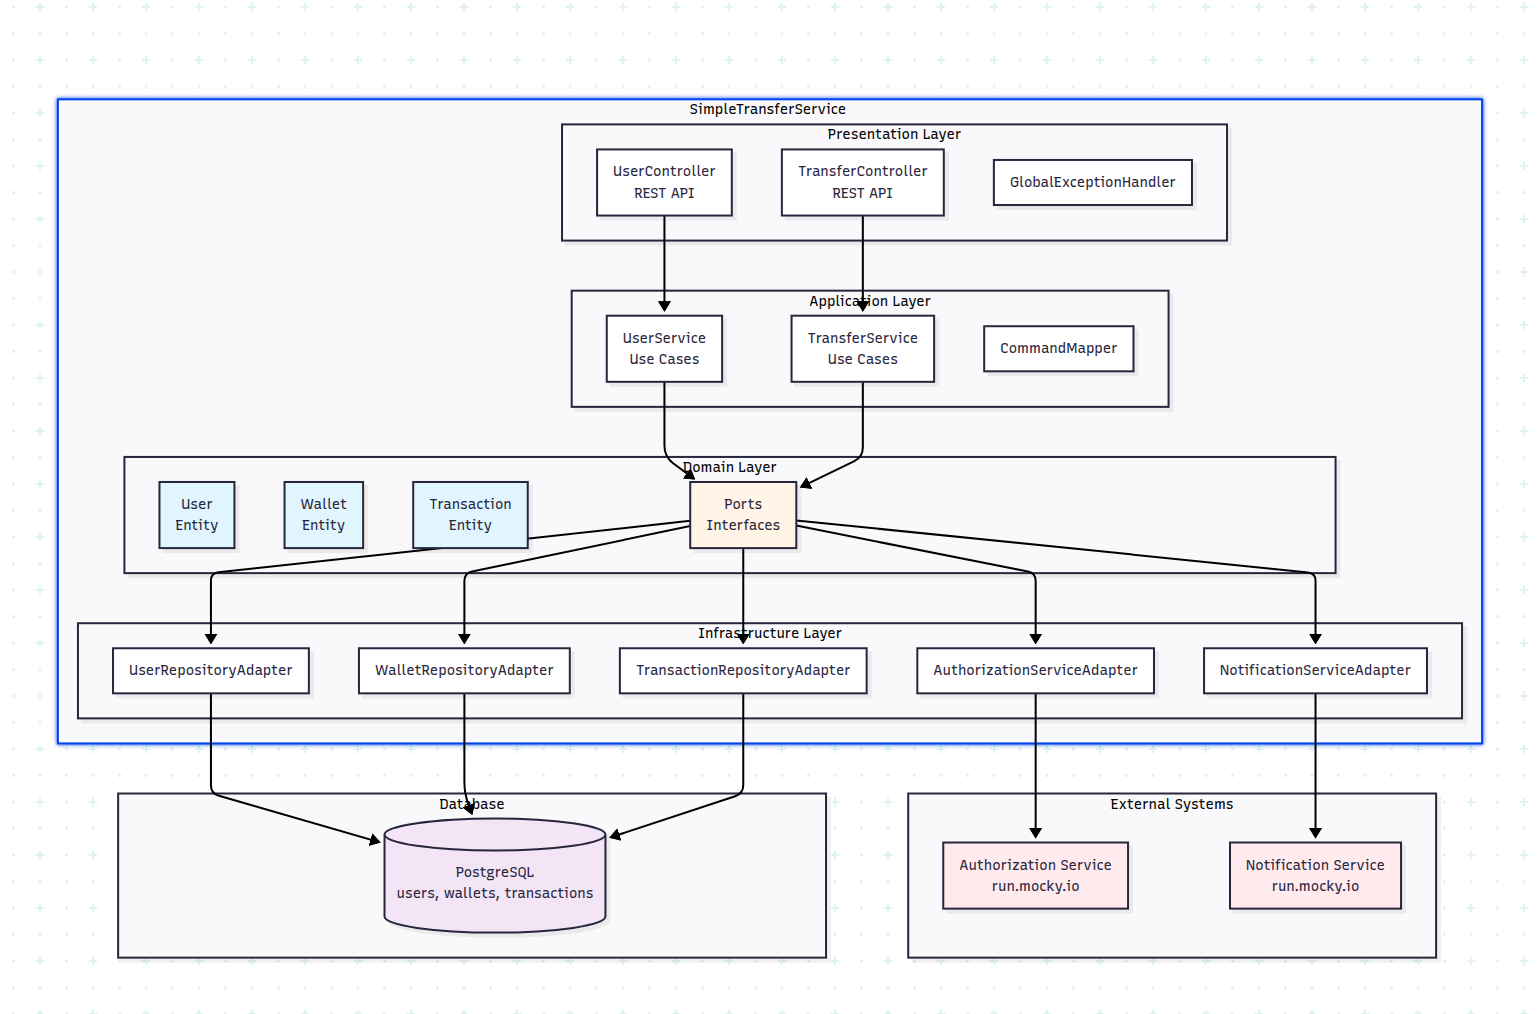 SimpleTransferService
Presentation Layer
UserController
REST API
TransferController
REST API
GlobalExceptionHandler
Application Layer
UserService
Use Cases
TransferService
Use Cases
CommandMapper
Domain Layer
User
Entity
Wallet
Entity
Transaction
Entity
Ports
Interfaces
Infrastructure Layer
UserRepositoryAdapter
WalletRepositoryAdapter
TransactionRepositoryAdapter
AuthorizationServiceAdapter
NotificationServiceAdapter
Database
PostgreSQL
users, wallets, transactions
External Systems
Authorization Service
run.mocky.io
Notification Service
run.mocky.io